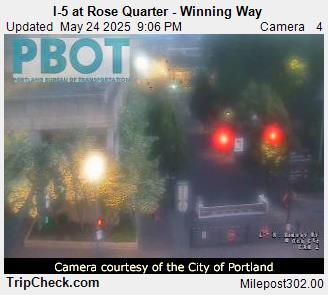 I-5 at Rose Quarter - Winning Way
Updated May 24 2025 9:06 PM Camera 4
PBOT
PORTLAND BUREAU OF TRANSPORTATION
Camera courtesy of the City of Portland
TripCheck.com Milepost302.00